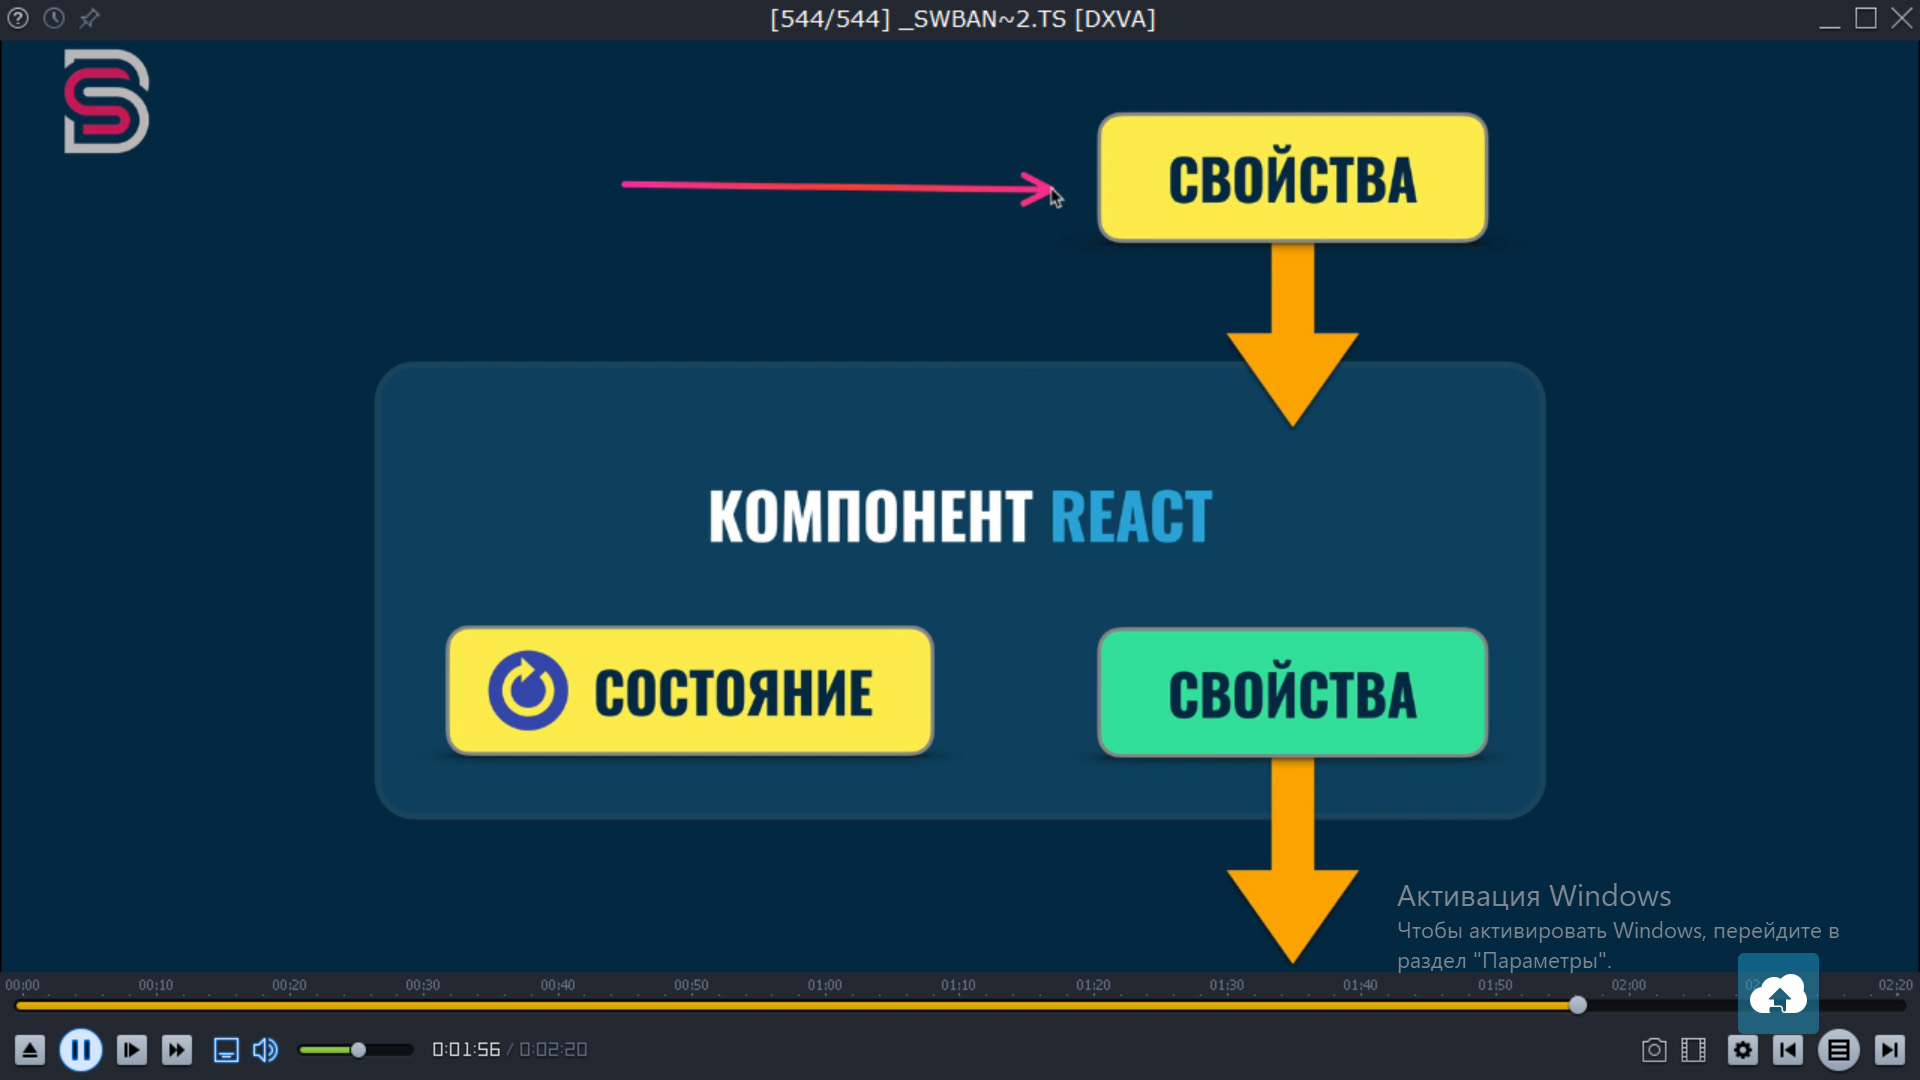 [544/544] _SWBAN~2.TS [DXVA]
СВОЙСТВА
КОМПОНЕНТ REACT
СОСТОЯНИЕ
СВОЙСТВА
Активация Windows
Чтобы активировать Windows, перейдите в
раздел "Параметры".
00:00 00:10 00:20 00:30 00:40 00:50 01:00 01:10 01:20 01:30 01:40 01:50 02:00 02:20
0:01:56 / 0:02:20